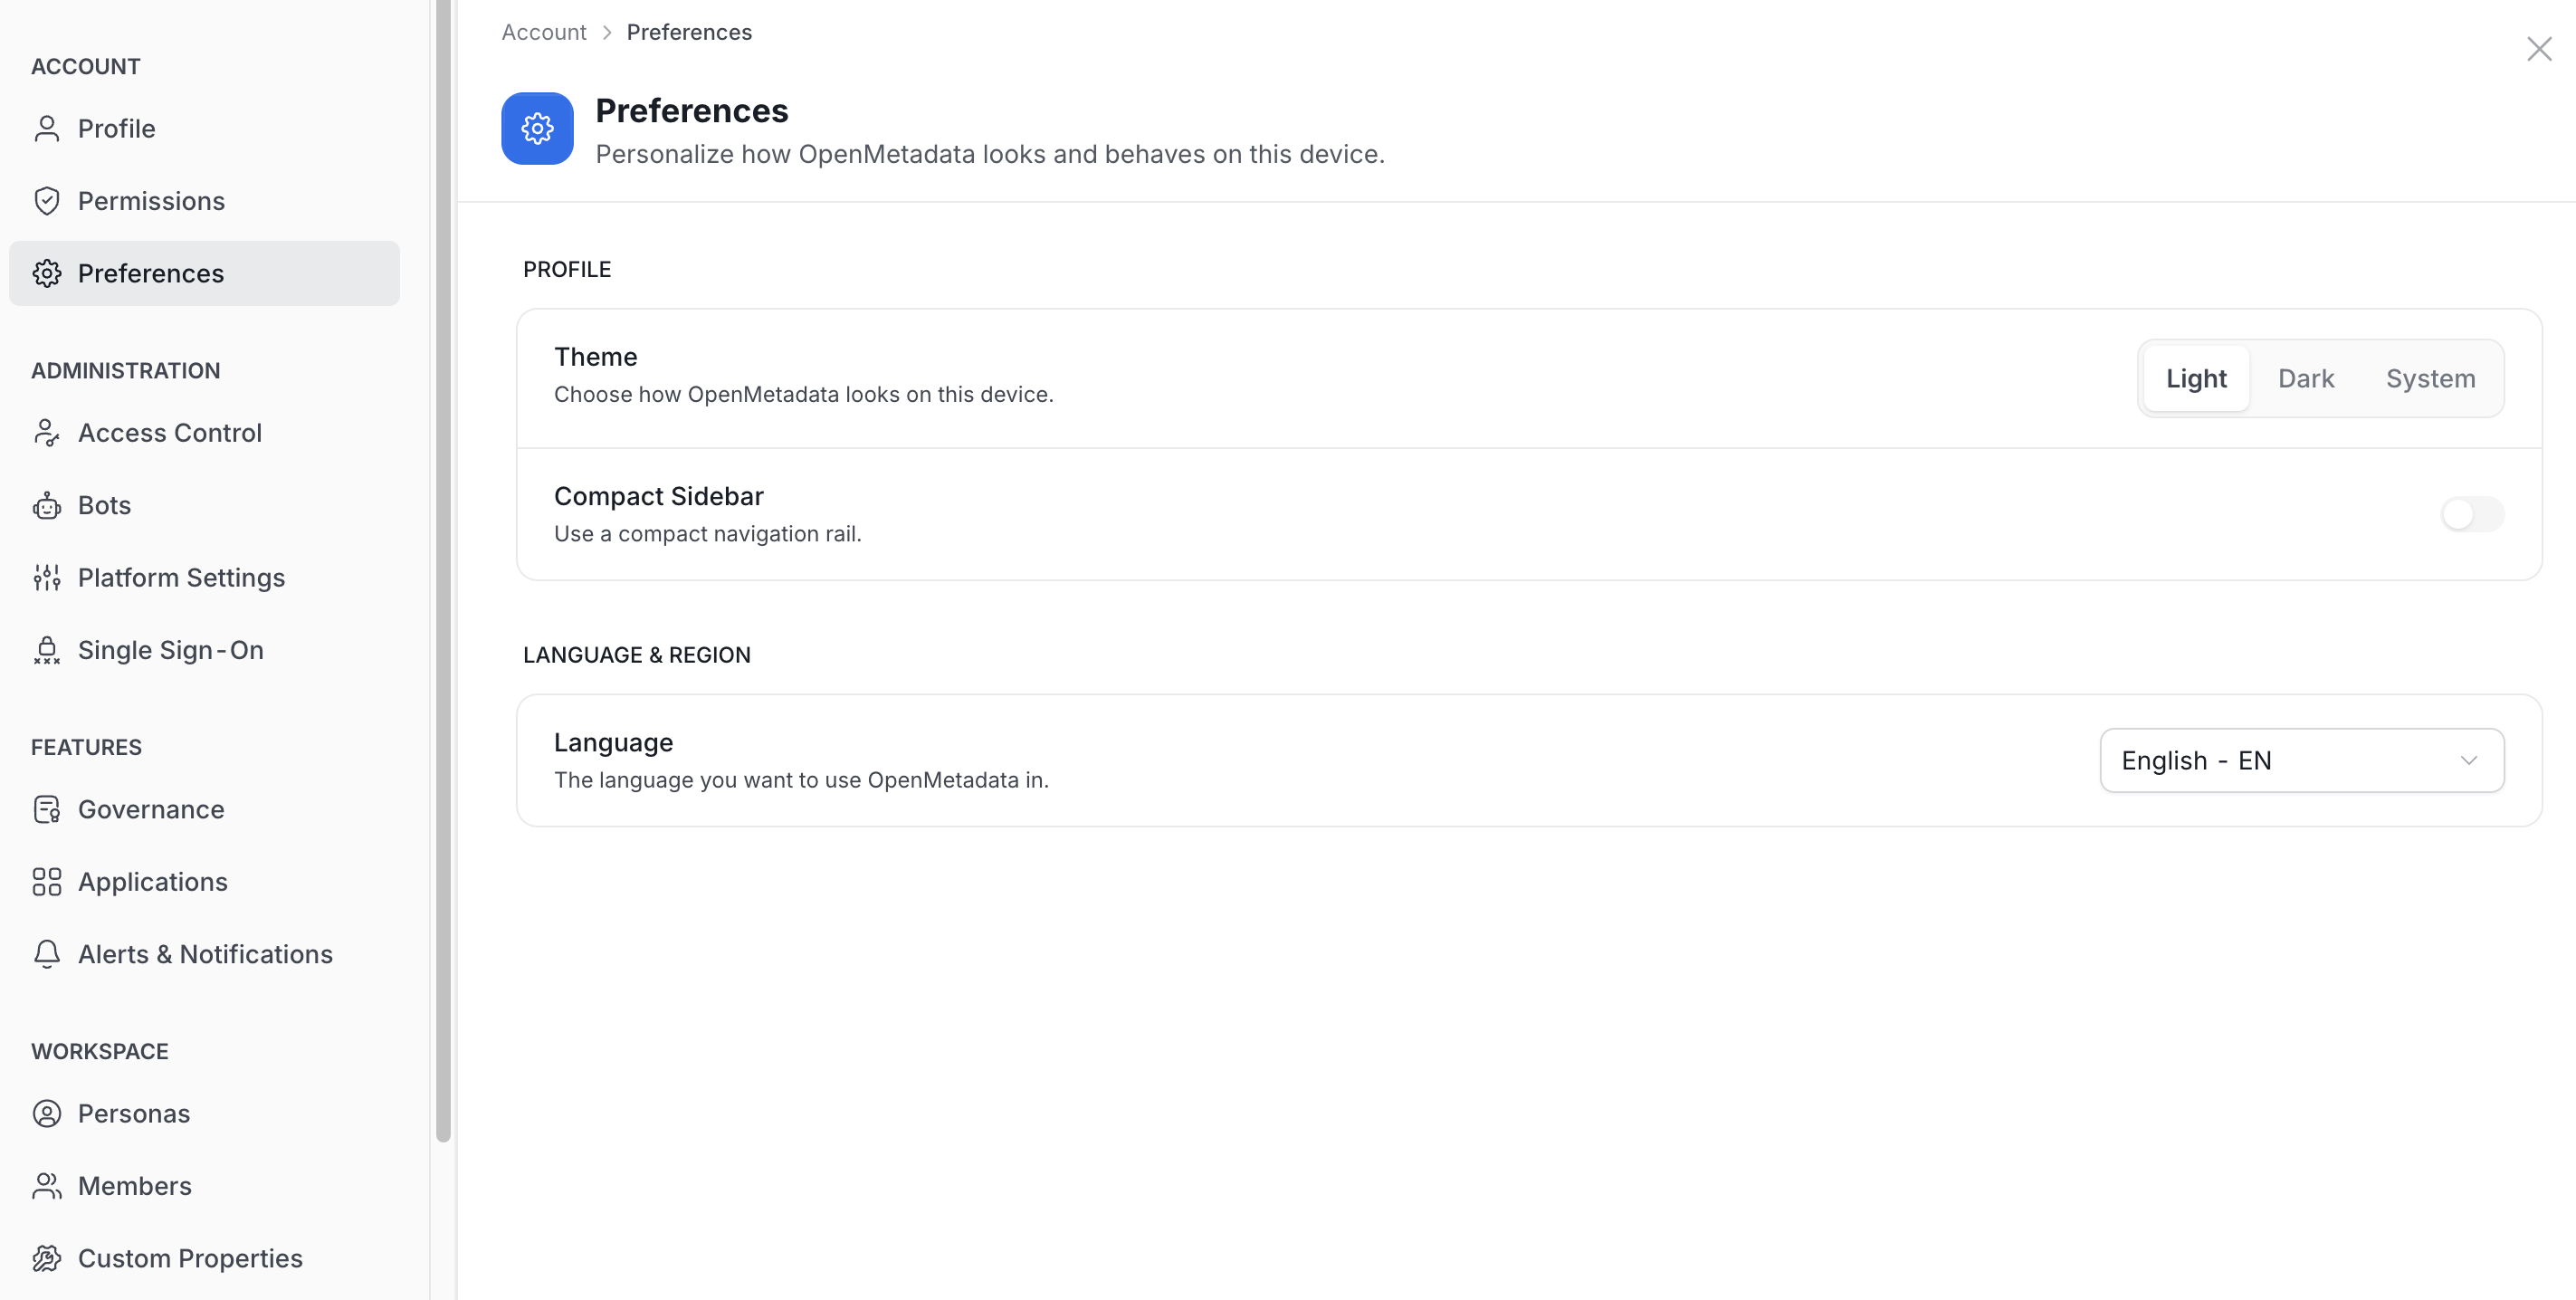 ACCOUNT
Profile
Permissions
Preferences
ADMINISTRATION
Access Control
Bots
Platform Settings
Single Sign-On
FEATURES
Governance
Applications
Alerts & Notifications
WORKSPACE
Personas
Members
Custom Properties
Account > Preferences
Preferences
Personalize how OpenMetadata looks and behaves on this device.
PROFILE
Theme
Choose how OpenMetadata looks on this device.
Light Dark System
Compact Sidebar
Use a compact navigation rail.
LANGUAGE & REGION
Language
The language you want to use OpenMetadata in.
English - EN